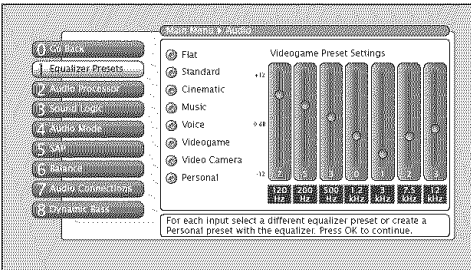 Main Menu ▸ Audio
0 Go Back
1 Equalizer Presets
2 Audio Processor
3 Sound Logic
4 Audio Mode
5 SAP
6 Balance
7 Audio Connections
8 Dynamic Bass
Flat
Standard
Cinematic
Music
Voice
Videogame
Video Camera
Personal
Videogame Preset Settings
+12
0 dB
-12
120 Hz 200 Hz 500 Hz 1.2 kHz 3 kHz 7.5 kHz 12 kHz
For each input select a different equalizer preset or create a
Personal preset with the equalizer. Press OK to continue.